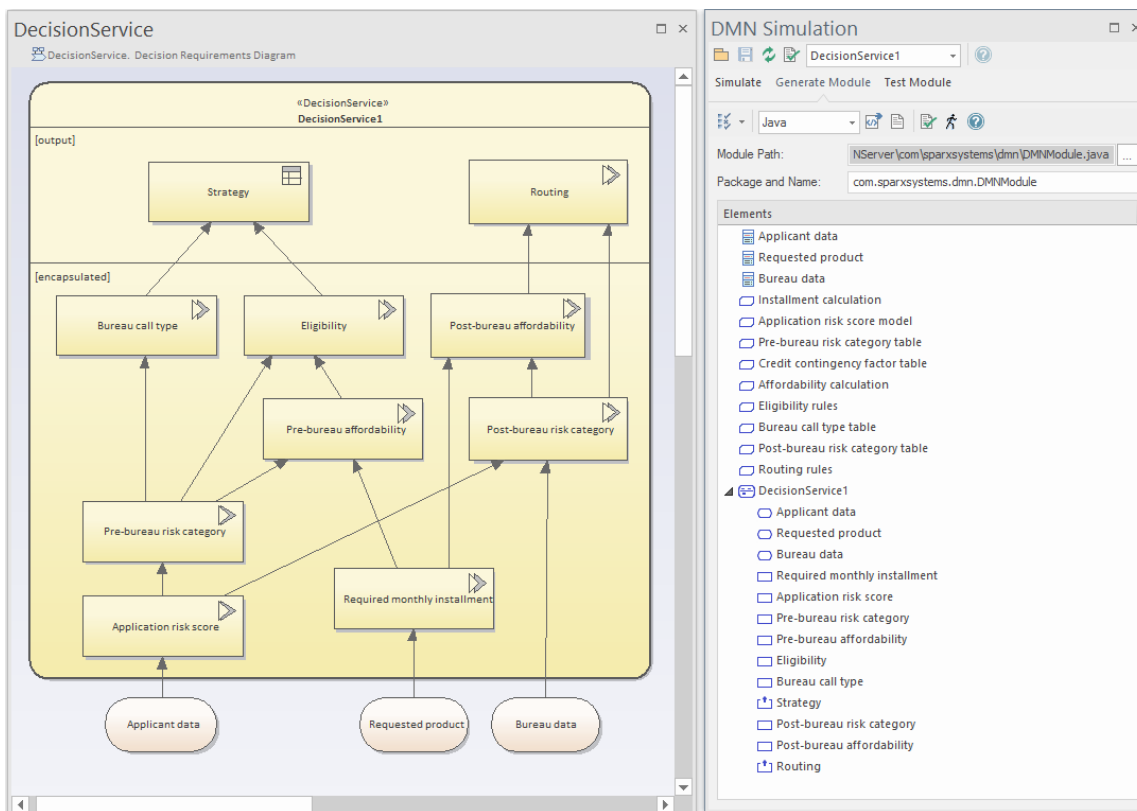 DecisionService
DecisionService. Decision Requirements Diagram
«DecisionService»
DecisionService1
[output]
Strategy
Routing
[encapsulated]
Bureau call type
Eligibility
Post-bureau affordability
Pre-bureau affordability
Post-bureau risk category
Pre-bureau risk category
Required monthly installment
Application risk score
Applicant data
Requested product
Bureau data
DMN Simulation
DecisionService1
Simulate Generate Module Test Module
Java
Module Path: NServer\com\sparxsystems\dmn\DMNModule.java ...
Package and Name: com.sparxsystems.dmn.DMNModule
Elements
Applicant data
Requested product
Bureau data
Installment calculation
Application risk score model
Pre-bureau risk category table
Credit contingency factor table
Affordability calculation
Eligibility rules
Bureau call type table
Post-bureau risk category table
Routing rules
DecisionService1
Applicant data
Requested product
Bureau data
Required monthly installment
Application risk score
Pre-bureau risk category
Pre-bureau affordability
Eligibility
Bureau call type
Strategy
Post-bureau risk category
Post-bureau affordability
Routing